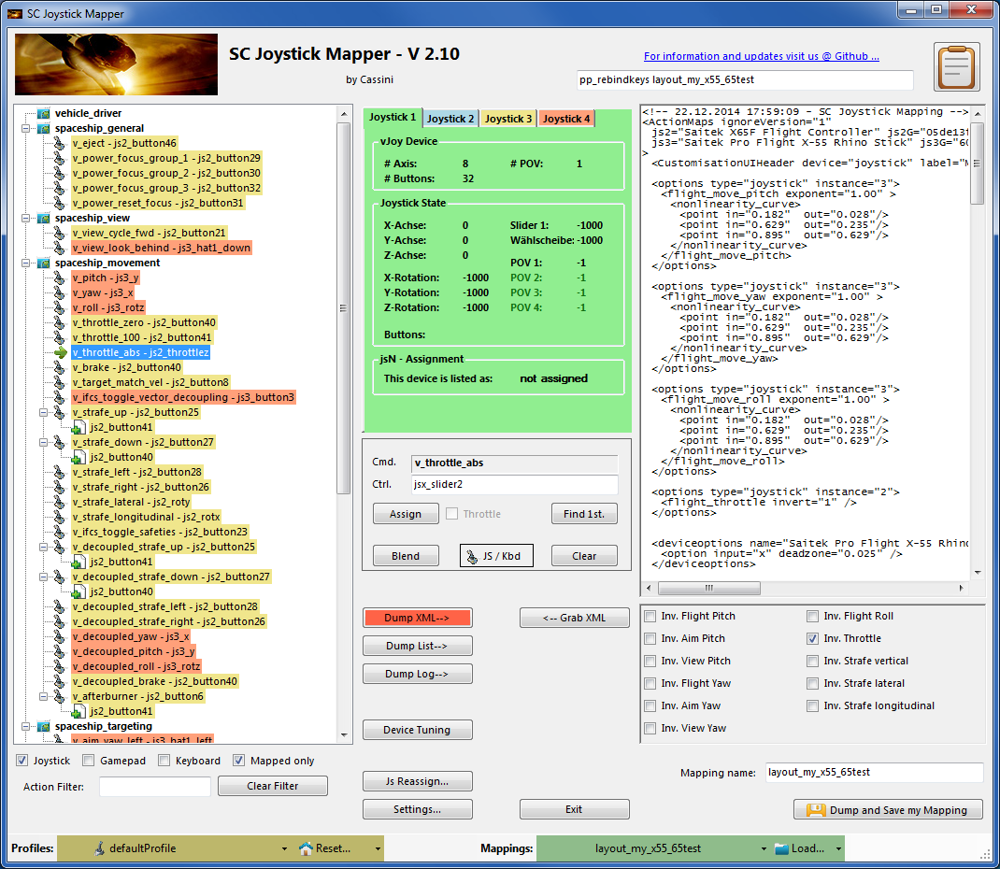 SC Joystick Mapper
SC Joystick Mapper - V 2.10
by Cassini
For information and updates visit us @ Github ...
pp_rebindkeys layout_my_x55_65test
vehicle_driver
spaceship_general
v_eject - js2_button46
v_power_focus_group_1 - js2_button29
v_power_focus_group_2 - js2_button30
v_power_focus_group_3 - js2_button32
v_power_reset_focus - js2_button31
spaceship_view
v_view_cycle_fwd - js2_button21
v_view_look_behind - js3_hat1_down
spaceship_movement
v_pitch - js3_y
v_yaw - js3_x
v_roll - js3_rotz
v_throttle_zero - js2_button40
v_throttle_100 - js2_button41
v_throttle_abs - js2_throttlez
v_brake - js2_button40
v_target_match_vel - js2_button8
v_ifcs_toggle_vector_decoupling - js3_button3
v_strafe_up - js2_button25
js2_button41
v_strafe_down - js2_button27
js2_button40
v_strafe_left - js2_button28
v_strafe_right - js2_button26
v_strafe_lateral - js2_roty
v_strafe_longitudinal - js2_rotx
v_ifcs_toggle_safeties - js2_button23
v_decoupled_strafe_up - js2_button25
js2_button41
v_decoupled_strafe_down - js2_button27
js2_button40
v_decoupled_strafe_left - js2_button28
v_decoupled_strafe_right - js2_button26
v_decoupled_yaw - js3_x
v_decoupled_pitch - js3_y
v_decoupled_roll - js3_rotz
v_decoupled_brake - js2_button40
v_afterburner - js2_button6
js2_button41
spaceship_targeting
v_aim_yaw_left - js3_hat1_left
Joystick Gamepad Keyboard Mapped only
Action Filter: Clear Filter
Joystick 1 Joystick 2 Joystick 3 Joystick 4
vJoy Device
# Axis: 8 # POV: 1
# Buttons: 32
Joystick State
X-Achse: 0 Slider 1: -1000
Y-Achse: 0 Wählscheibe: -1000
Z-Achse: 0
POV 1: -1
X-Rotation: -1000 POV 2: -1
Y-Rotation: -1000 POV 3: -1
Z-Rotation: -1000 POV 4: -1
Buttons:
jsN - Assignment
This device is listed as: not assigned
Cmd. v_throttle_abs
Ctrl. jsx_slider2
Assign Throttle Find 1st.
Blend JS / Kbd Clear
Dump XML--> <-- Grab XML
Dump List-->
Dump Log-->
Device Tuning
Js Reassign...
Settings... Exit
<!-- 22.12.2014 17:59:09 - SC Joystick Mapping -->
<ActionMaps ignoreVersion="1"
js2="Saitek X65F Flight Controller" js2G="05de13f
js3="Saitek Pro Flight X-55 Rhino Stick" js3G="60
>
<CustomisationUIHeader device="joystick" label="M
<options type="joystick" instance="3">
<flight_move_pitch exponent="1.00" >
<nonlinearity_curve>
<point in="0.182" out="0.028"/>
<point in="0.629" out="0.235"/>
<point in="0.895" out="0.629"/>
</nonlinearity_curve>
</flight_move_pitch>
</options>
<options type="joystick" instance="3">
<flight_move_yaw exponent="1.00" >
<nonlinearity_curve>
<point in="0.182" out="0.028"/>
<point in="0.629" out="0.235"/>
<point in="0.895" out="0.629"/>
</nonlinearity_curve>
</flight_move_yaw>
</options>
<options type="joystick" instance="3">
<flight_move_roll exponent="1.00" >
<nonlinearity_curve>
<point in="0.182" out="0.028"/>
<point in="0.629" out="0.235"/>
<point in="0.895" out="0.629"/>
</nonlinearity_curve>
</flight_move_roll>
</options>
<options type="joystick" instance="2">
<flight_throttle invert="1" />
</options>
<deviceoptions name="Saitek Pro Flight X-55 Rhino
<option input="x" deadzone="0.025" />
</deviceoptions>
Inv. Flight Pitch Inv. Flight Roll
Inv. Aim Pitch Inv. Throttle
Inv. View Pitch Inv. Strafe vertical
Inv. Flight Yaw Inv. Strafe lateral
Inv. Aim Yaw Inv. Strafe longitudinal
Inv. View Yaw
Mapping name: layout_my_x55_65test
Dump and Save my Mapping
Profiles: defaultProfile Reset... Mappings: layout_my_x55_65test Load...